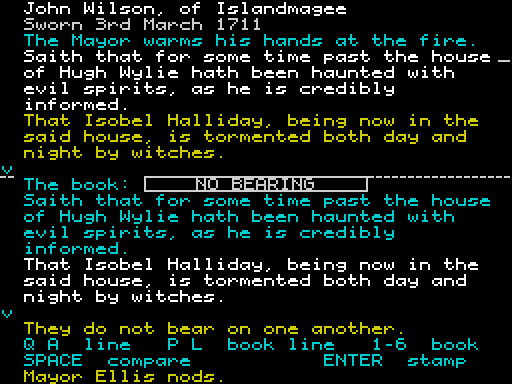 John Wilson, of Islandmagee
Sworn 3rd March 1711
The Mayor warms his hands at the fire.
Saith that for some time past the house _
of Hugh Wylie hath been haunted with
evil spirits, as he is credibly
informed.
That Isobel Halliday, being now in the
said house, is tormented both day and
night by witches.
v
The book: NO BEARING
Saith that for some time past the house
of Hugh Wylie hath been haunted with
evil spirits, as he is credibly
informed.
That Isobel Halliday, being now in the
said house, is tormented both day and
night by witches.
v
They do not bear on one another.
Q A line P L book line 1-6 book
SPACE compare ENTER stamp
Mayor Ellis nods.